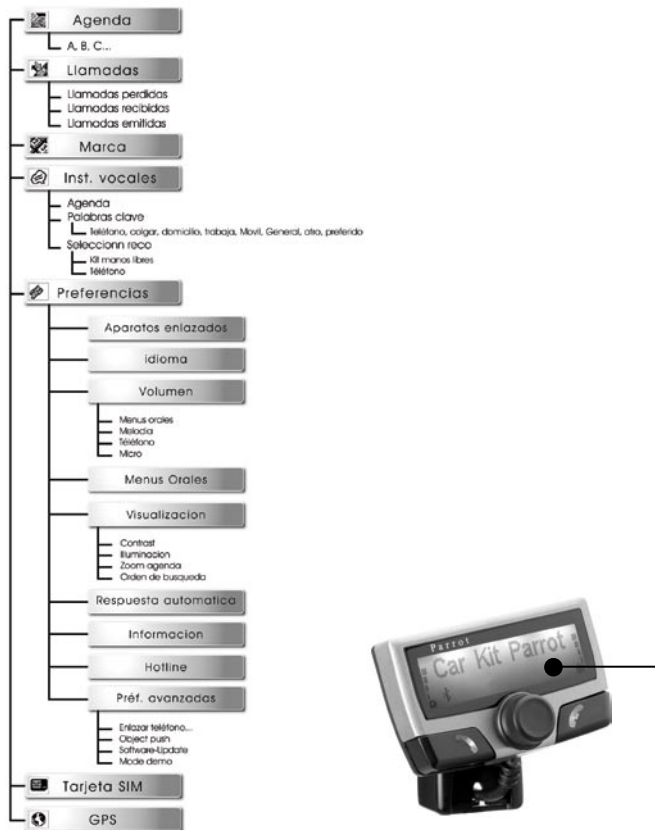 Agenda
A, B, C...
Llamadas
Llamadas perdidas
Llamadas recibidas
Llamadas emitidas
Marca
Inst. vocales
Agenda
Palabras clave
Teléfono, colgar, domicilio, trabajo, Movil, General, otro, preferido
Seleccionn reco
Kit manos libres
Téléfono
Preferencias
Aparatos enlazados
idioma
Volumen
Menus orales
Melodia
Téléfono
Micro
Menus Orales
Visualizacion
Contrast
Iluminacion
Zoom agenda
Orden de busqueda
Respuesta automatica
Informacion
Hotline
Préf. avanzadas
Enlazar teléfono...
Object push
Software-Update
Mode demo
Tarjeta SIM
GPS
Parrot
Car Kit Parrot